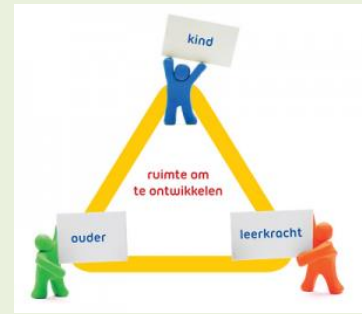 kind
ruimte om
te ontwikkelen
ouder
leerkracht